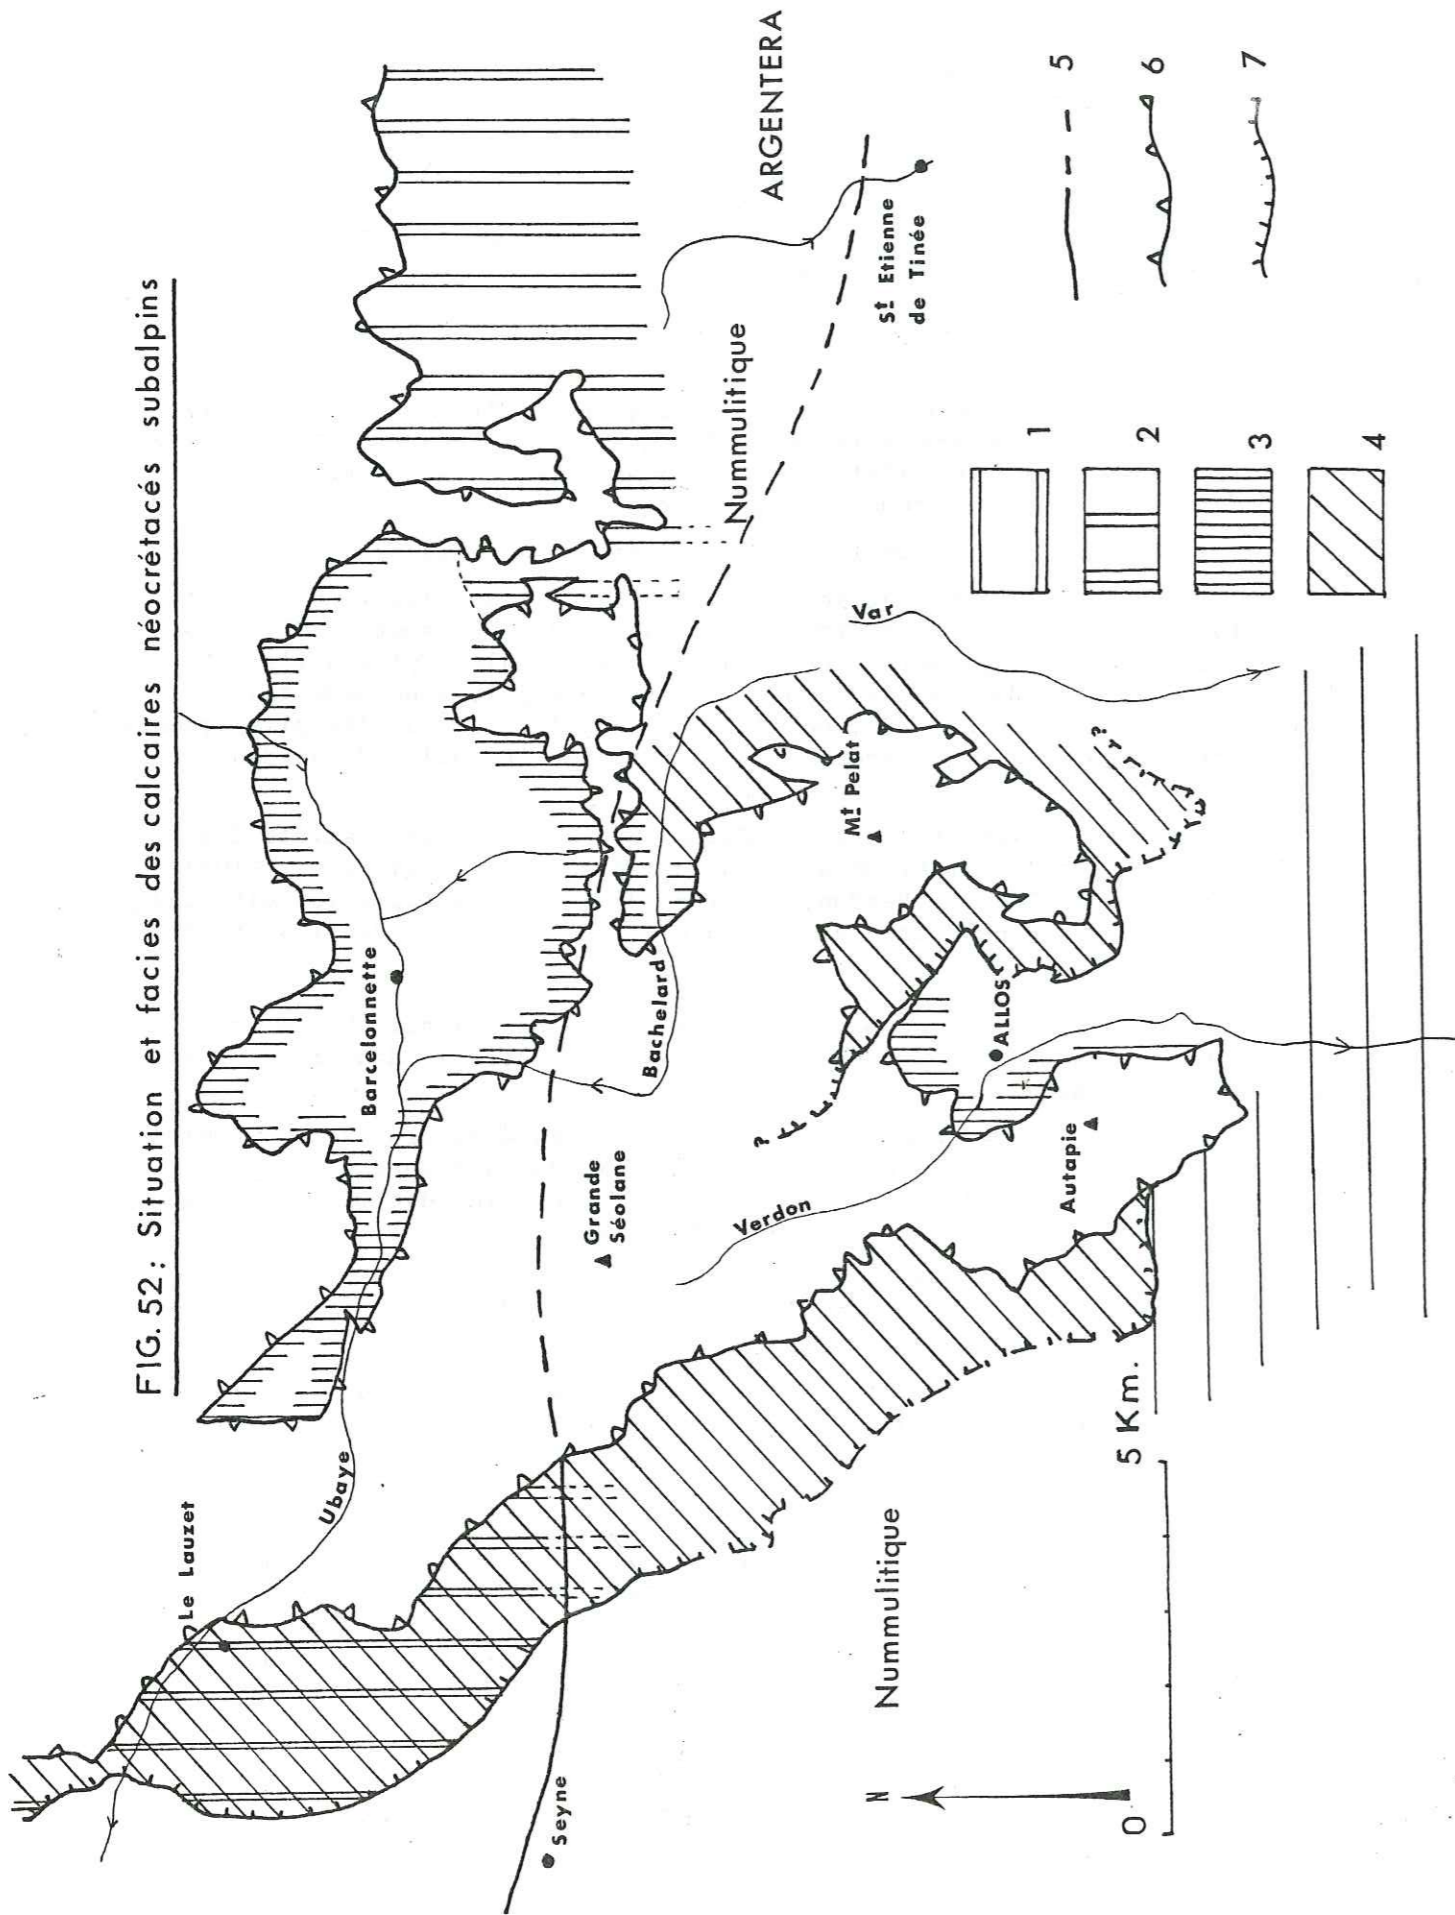 FIG. 52: Situation et facies des calcaires néocrétacés subalpins
Le Lauzet
Ubaye
Barcelonnette
Seyne
Grande
Séolane
Bachelard
Nummulitique
ARGENTERA
St Etienne
de Tinée
Verdon
Mt Pelat
Var
?
ALLOS
Autapie
?
Nummulitique
N
0
5 Km.
1
2
3
4
5
6
7